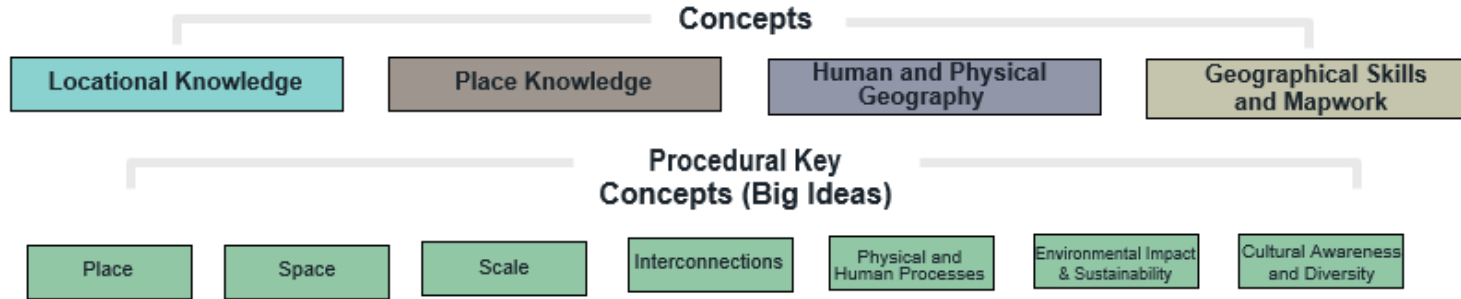 Concepts
Locational Knowledge
Place Knowledge
Human and Physical
Geography
Geographical Skills
and Mapwork
Procedural Key
Concepts (Big Ideas)
Place
Space
Scale
Interconnections
Physical and
Human Processes
Environmental Impact
& Sustainability
Cultural Awareness
and Diversity